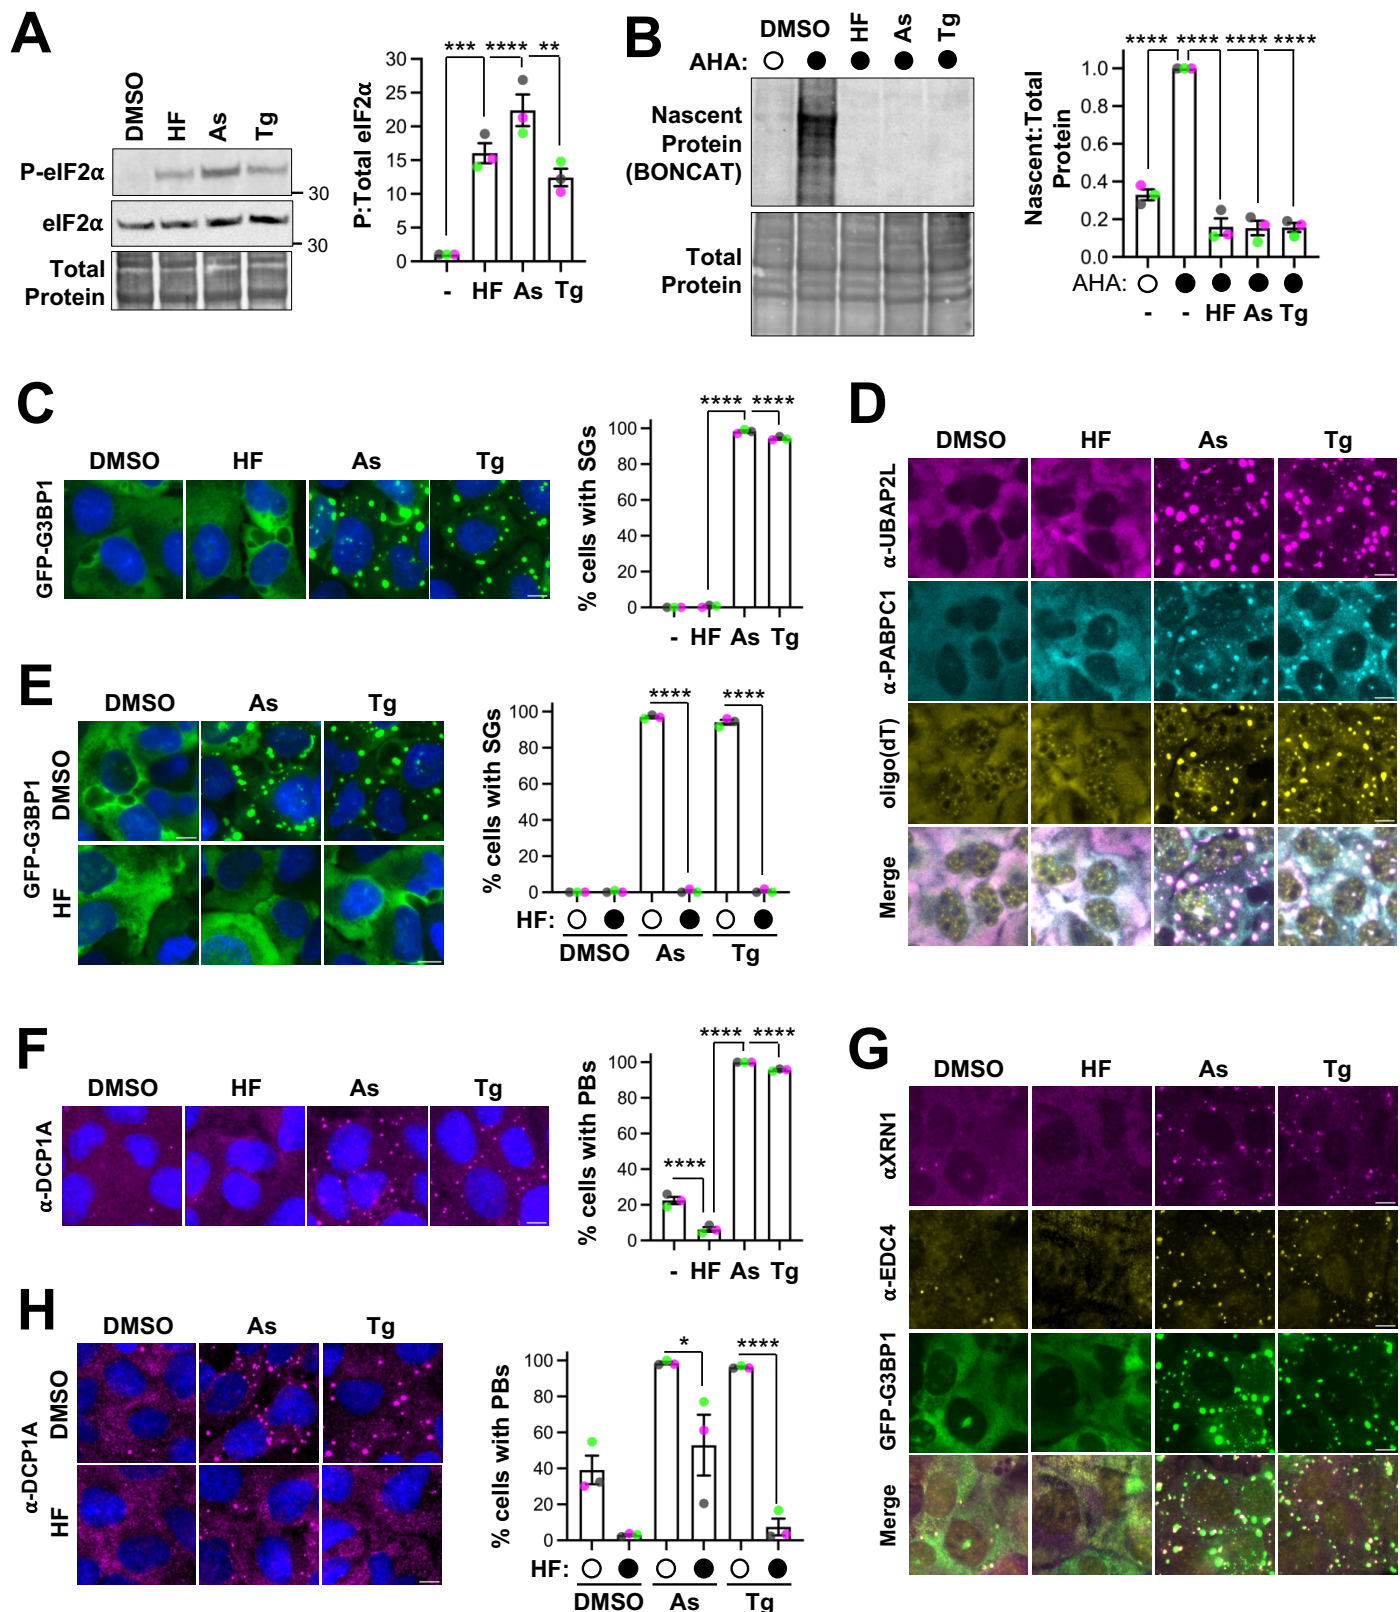 A
DMSO
HF
As
Tg
P-eIF2α
30
eIF2α
30
Total
Protein
*** **** **
P:Total eIF2α
30
25
20
15
10
5
0
- HF As Tg
B
DMSO HF As Tg
AHA:
Nascent
Protein
(BONCAT)
Total
Protein
**** **** **** ****
Nascent:Total
Protein
1.0
0.8
0.6
0.4
0.2
0.0
AHA:
- - HF As Tg
C
DMSO HF As Tg
GFP-G3BP1
**** ****
% cells with SGs
100
80
60
40
20
0
- HF As Tg
D
DMSO HF As Tg
α-UBAP2L
α-PABPC1
oligo(dT)
Merge
E
DMSO As Tg
GFP-G3BP1
DMSO
HF
**** ****
% cells with SGs
100
80
60
40
20
0
HF:
DMSO As Tg
F
DMSO HF As Tg
α-DCP1A
**** ****
****
% cells with PBs
100
80
60
40
20
0
- HF As Tg
G
DMSO HF As Tg
αXRN1
α-EDC4
GFP-G3BP1
Merge
H
DMSO As Tg
α-DCP1A
DMSO
HF
* ****
% cells with PBs
100
80
60
40
20
0
HF:
DMSO As Tg